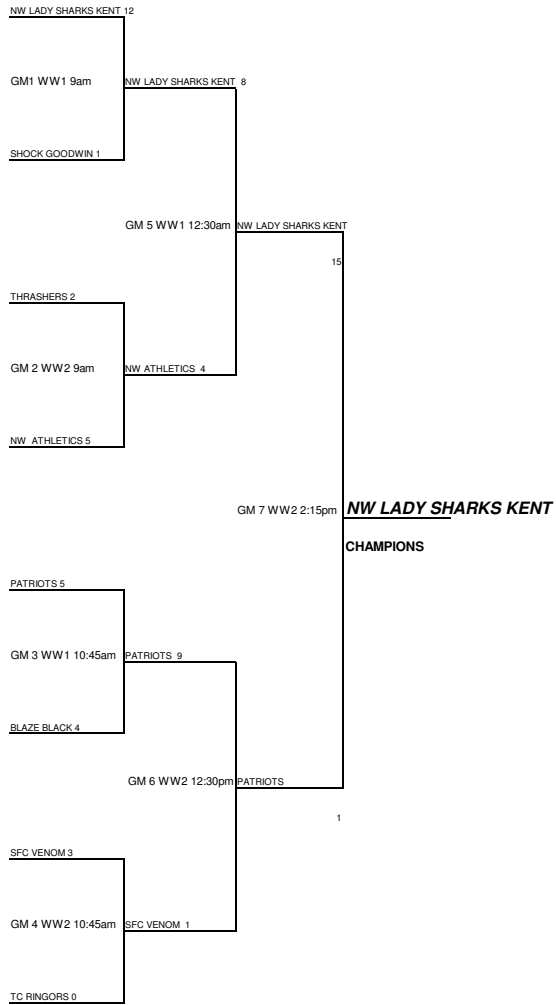 NW LADY SHARKS KENT 12
GM1 WW1 9am
NW LADY SHARKS KENT 8
SHOCK GOODWIN 1
GM 5 WW1 12:30am
NW LADY SHARKS KENT
15
THRASHERS 2
GM 2 WW2 9am
NW ATHLETICS 4
NW ATHLETICS 5
GM 7 WW2 2:15pm
NW LADY SHARKS KENT
CHAMPIONS
PATRIOTS 5
GM 3 WW1 10:45am
PATRIOTS 9
BLAZE BLACK 4
GM 6 WW2 12:30pm
PATRIOTS
1
SFC VENOM 3
GM 4 WW2 10:45am
SFC VENOM 1
TC RINGORS 0